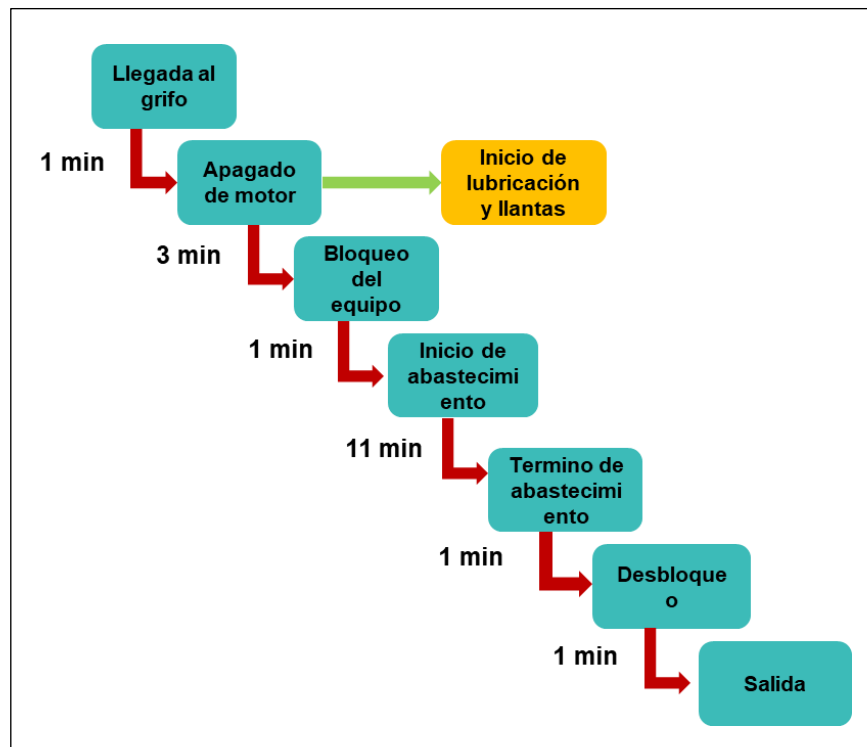 Llegada al
grifo
1 min
Apagado
de motor
Inicio de
lubricación
y llantas
3 min
Bloqueo
del
equipo
1 min
Inicio de
abastecimi
ento
11 min
Termino de
abastecimi
ento
1 min
Desbloque
o
1 min
Salida